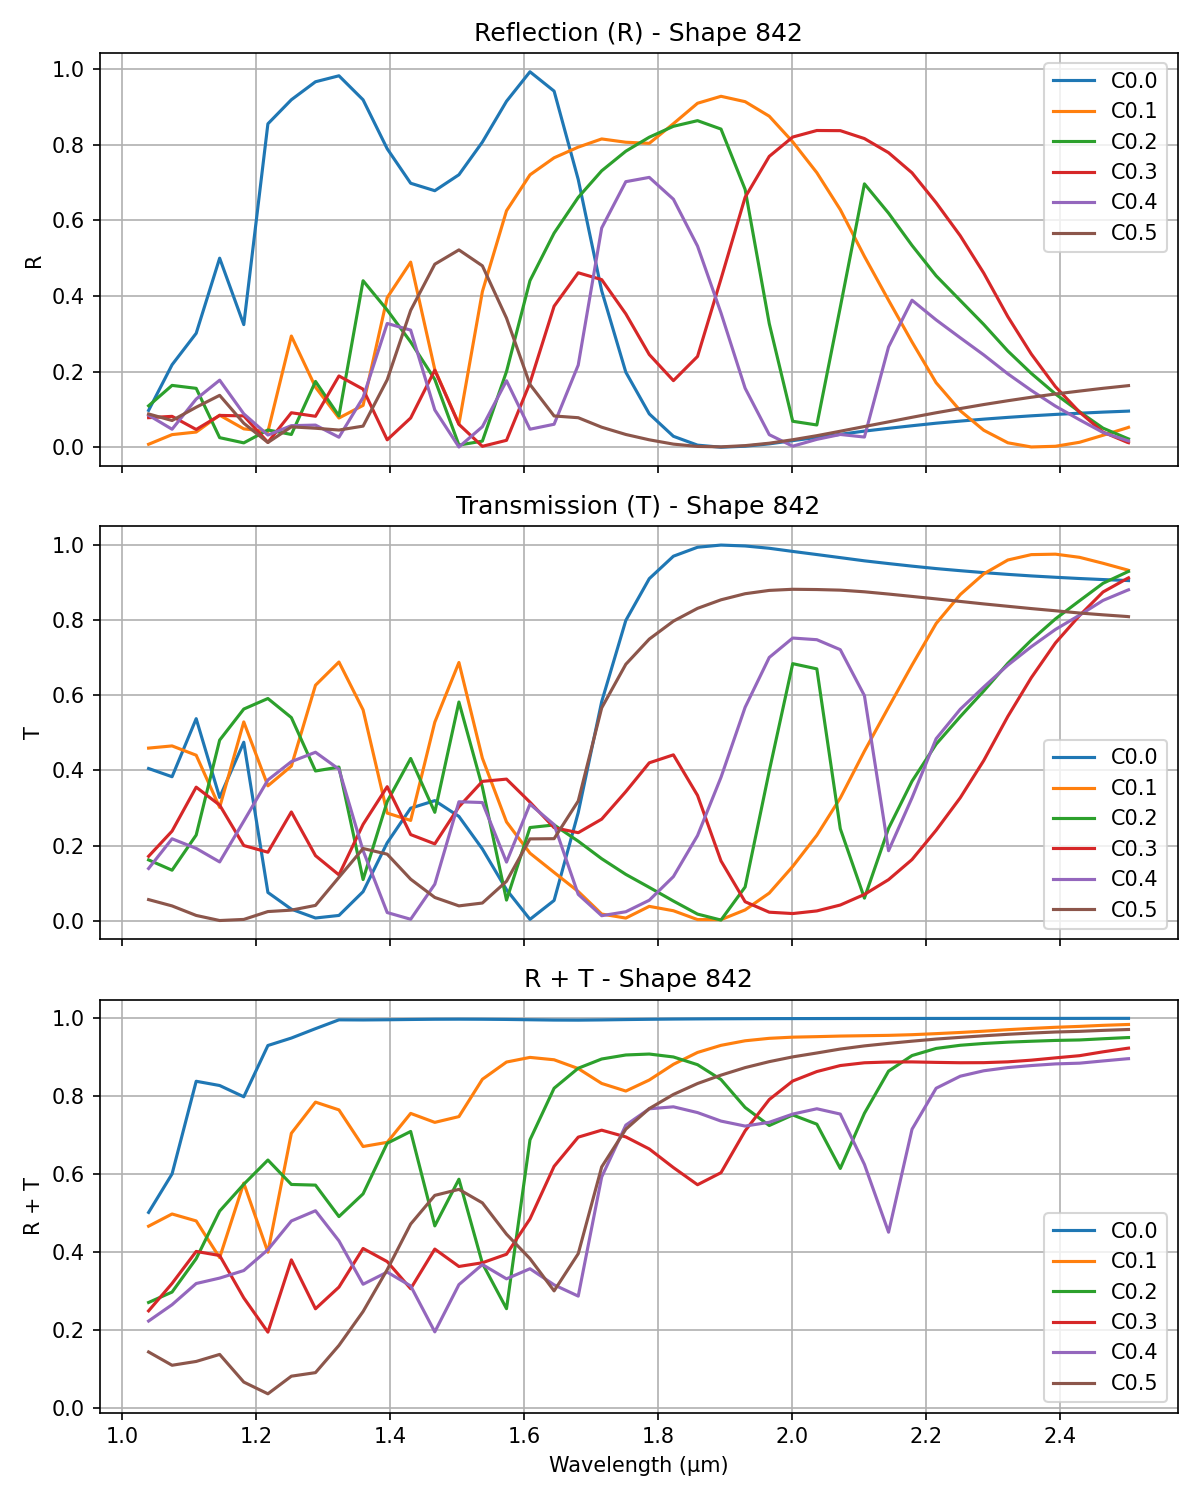 Reflection (R) - Shape 842
1.0
0.8
0.6
0.4
0.2
0.0
R
C0.0
C0.1
C0.2
C0.3
C0.4
C0.5
Transmission (T) - Shape 842
1.0
0.8
0.6
0.4
0.2
0.0
T
C0.0
C0.1
C0.2
C0.3
C0.4
C0.5
R + T - Shape 842
1.0
0.8
0.6
0.4
0.2
0.0
R + T
C0.0
C0.1
C0.2
C0.3
C0.4
C0.5
1.0 1.2 1.4 1.6 1.8 2.0 2.2 2.4
Wavelength (μm)